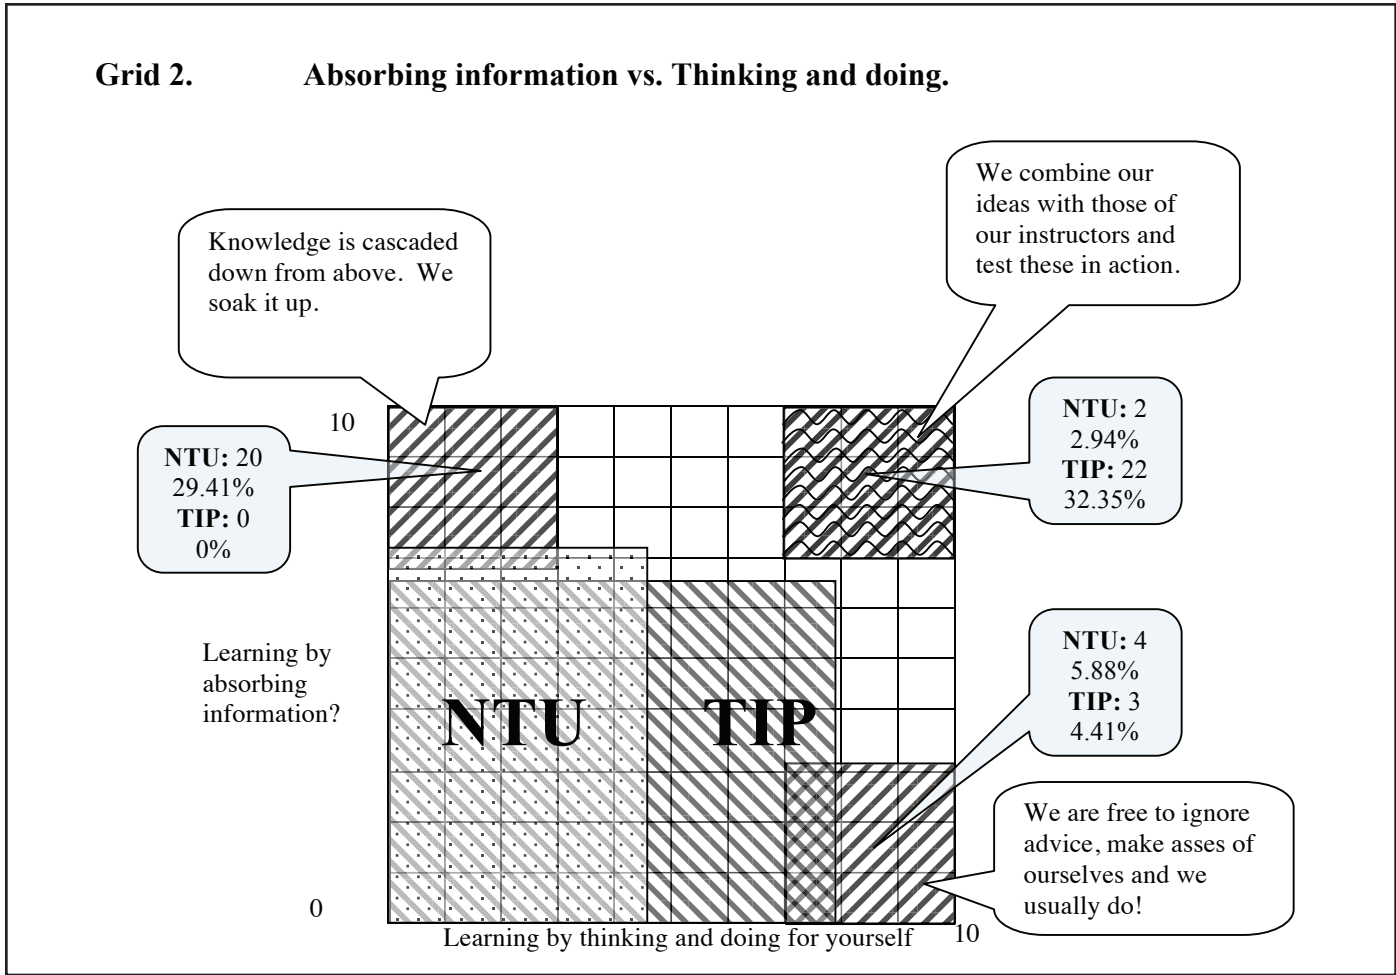 Grid 2. Absorbing information vs. Thinking and doing.
We combine our
ideas with those of
our instructors and
test these in action.
Knowledge is cascaded
down from above. We
soak it up.
10
NTU: 20
29.41%
TIP: 0
0%
NTU: 2
2.94%
TIP: 22
32.35%
Learning by
absorbing
information?
NTU TIP
NTU: 4
5.88%
TIP: 3
4.41%
We are free to ignore
advice, make asses of
ourselves and we
usually do!
0
Learning by thinking and doing for yourself
10